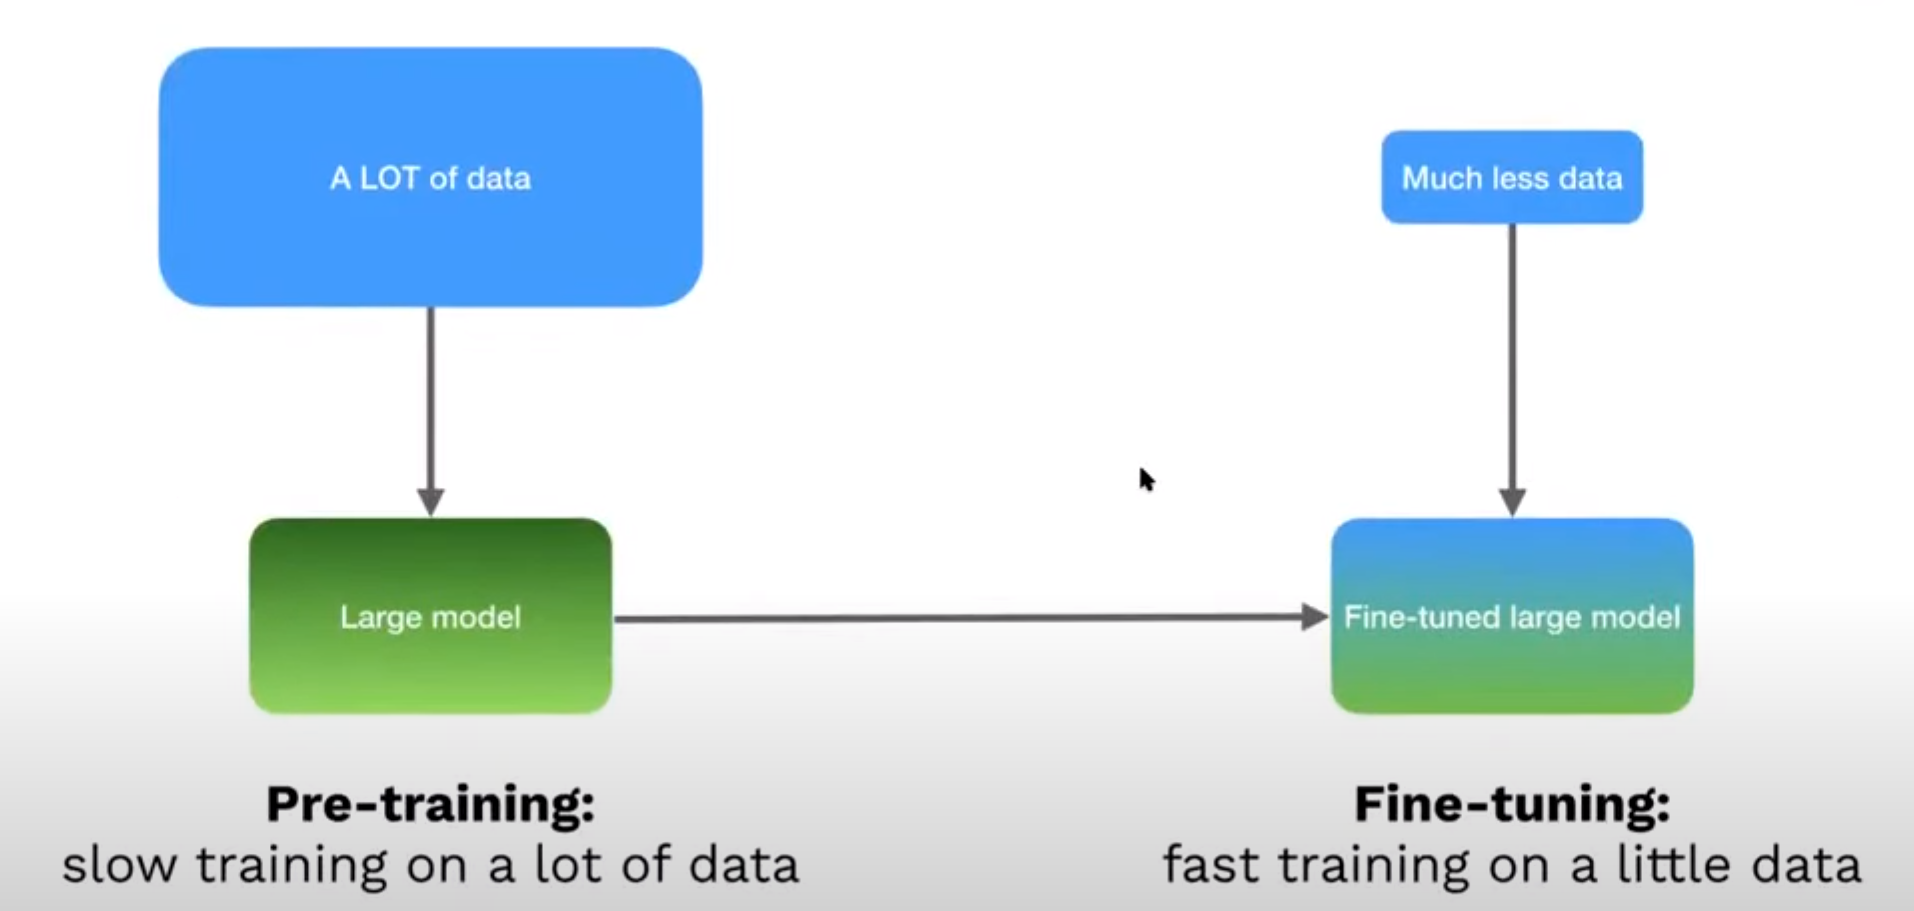 A LOT of data
Much less data
Large model
Fine-tuned large model
Pre-training:
slow training on a lot of data
Fine-tuning:
fast training on a little data